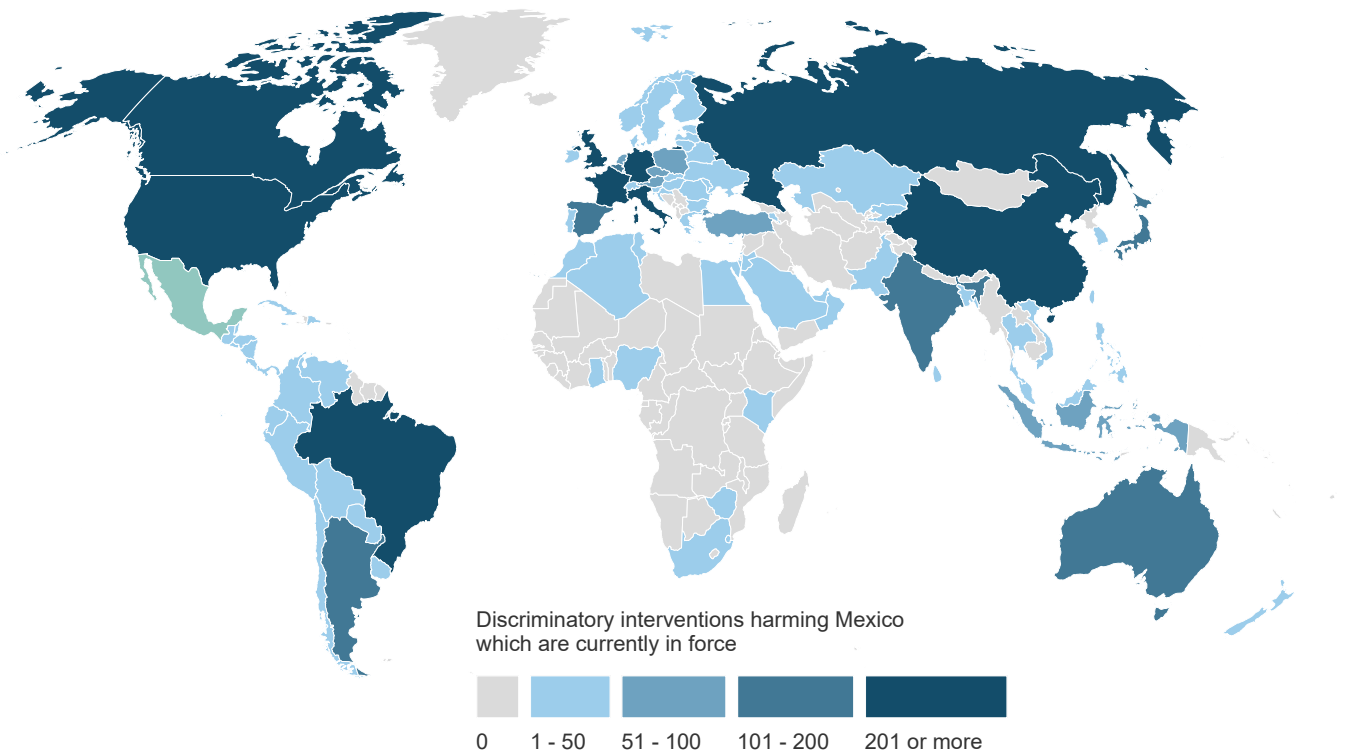 Discriminatory interventions harming Mexico
which are currently in force
0 1 - 50 51 - 100 101 - 200 201 or more